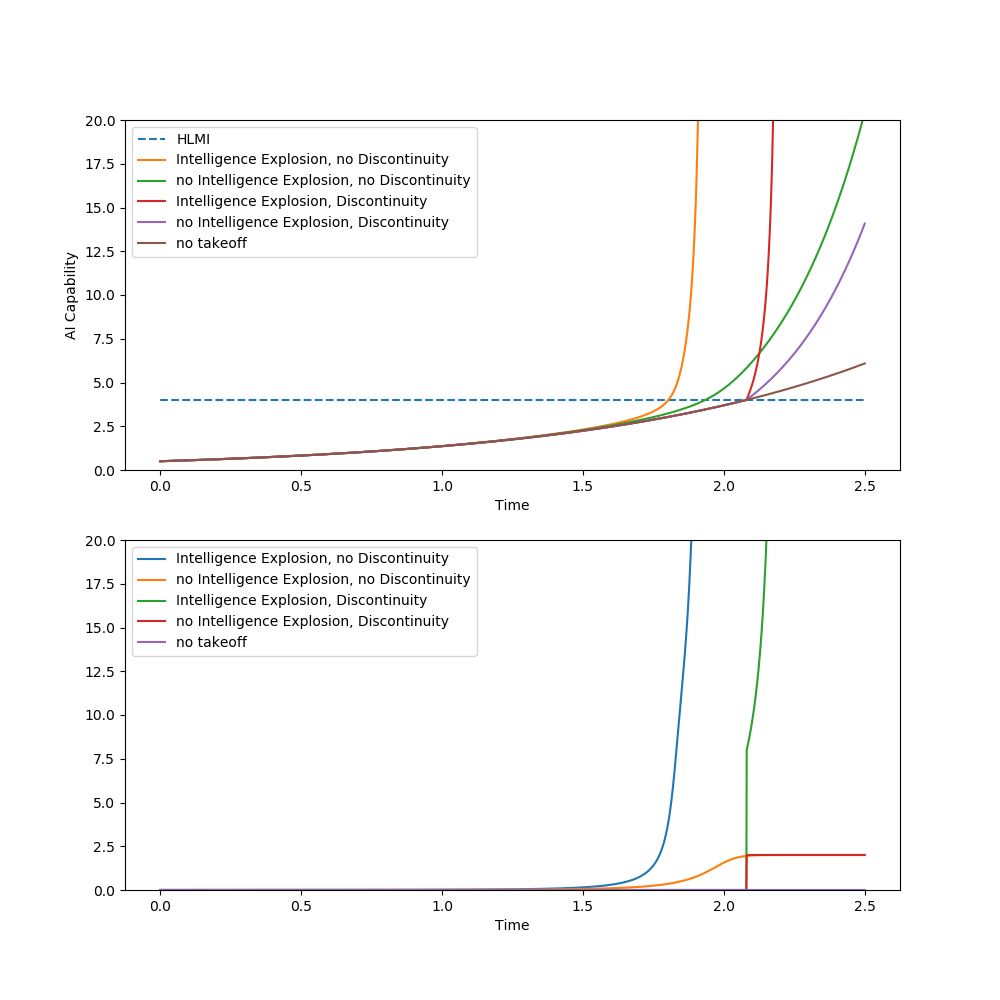 20.0
17.5
15.0
12.5
10.0
7.5
5.0
2.5
0.0
AI Capability
HLMI
Intelligence Explosion, no Discontinuity
no Intelligence Explosion, no Discontinuity
Intelligence Explosion, Discontinuity
no Intelligence Explosion, Discontinuity
no takeoff
0.0 0.5 1.0 1.5 2.0 2.5
Time
20.0
17.5
15.0
12.5
10.0
7.5
5.0
2.5
0.0
Intelligence Explosion, no Discontinuity
no Intelligence Explosion, no Discontinuity
Intelligence Explosion, Discontinuity
no Intelligence Explosion, Discontinuity
no takeoff
0.0 0.5 1.0 1.5 2.0 2.5
Time